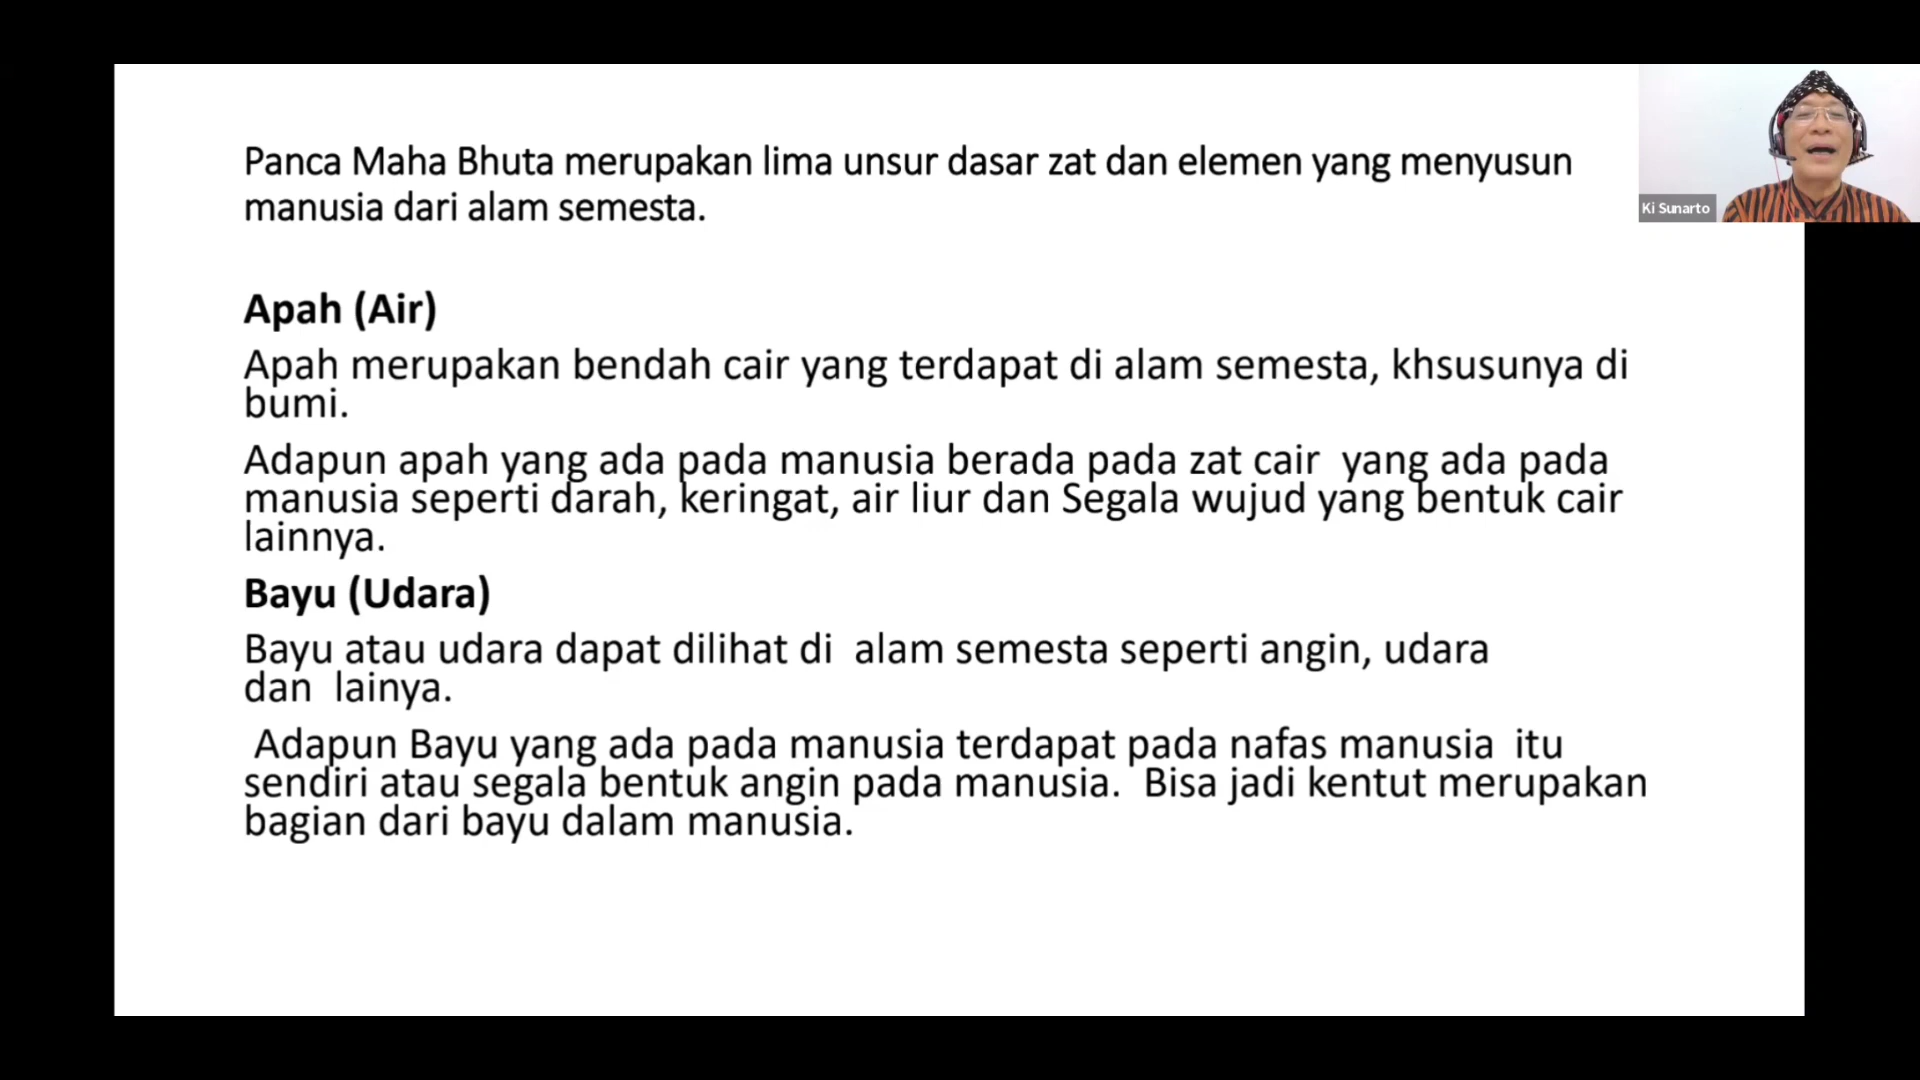 Panca Maha Bhuta merupakan lima unsur dasar zat dan elemen yang menyusun
manusia dari alam semesta.
Ki Sunarto
Apah (Air)
Apah merupakan bendah cair yang terdapat di alam semesta, khsusunya di
bumi.
Adapun apah yang ada pada manusia berada pada zat cair  yang ada pada
manusia seperti darah, keringat, air liur dan Segala wujud yang bentuk cair
lainnya.
Bayu (Udara)
Bayu atau udara dapat dilihat di  alam semesta seperti angin, udara
dan  lainya.
Adapun Bayu yang ada pada manusia terdapat pada nafas manusia  itu
sendiri atau segala bentuk angin pada manusia.  Bisa jadi kentut merupakan
bagian dari bayu dalam manusia.